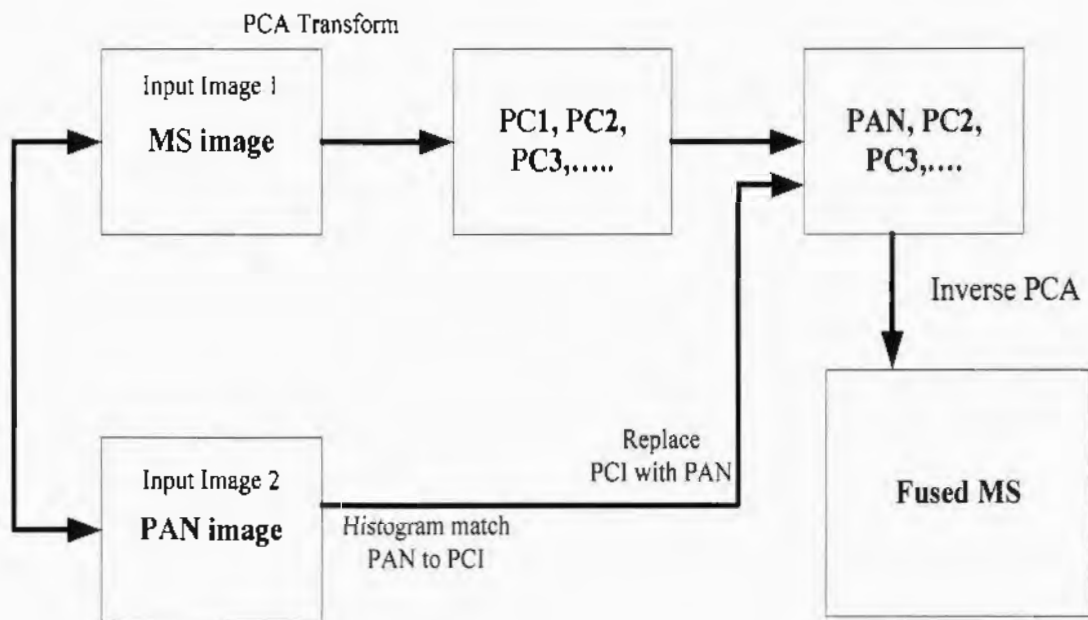 PCA Transform
Input Image 1
MS image
PC1, PC2,
PC3,.....
PAN, PC2,
PC3,....
Inverse PCA
Replace
PCI with PAN
Input Image 2
PAN image
Histogram match
PAN to PCI
Fused MS